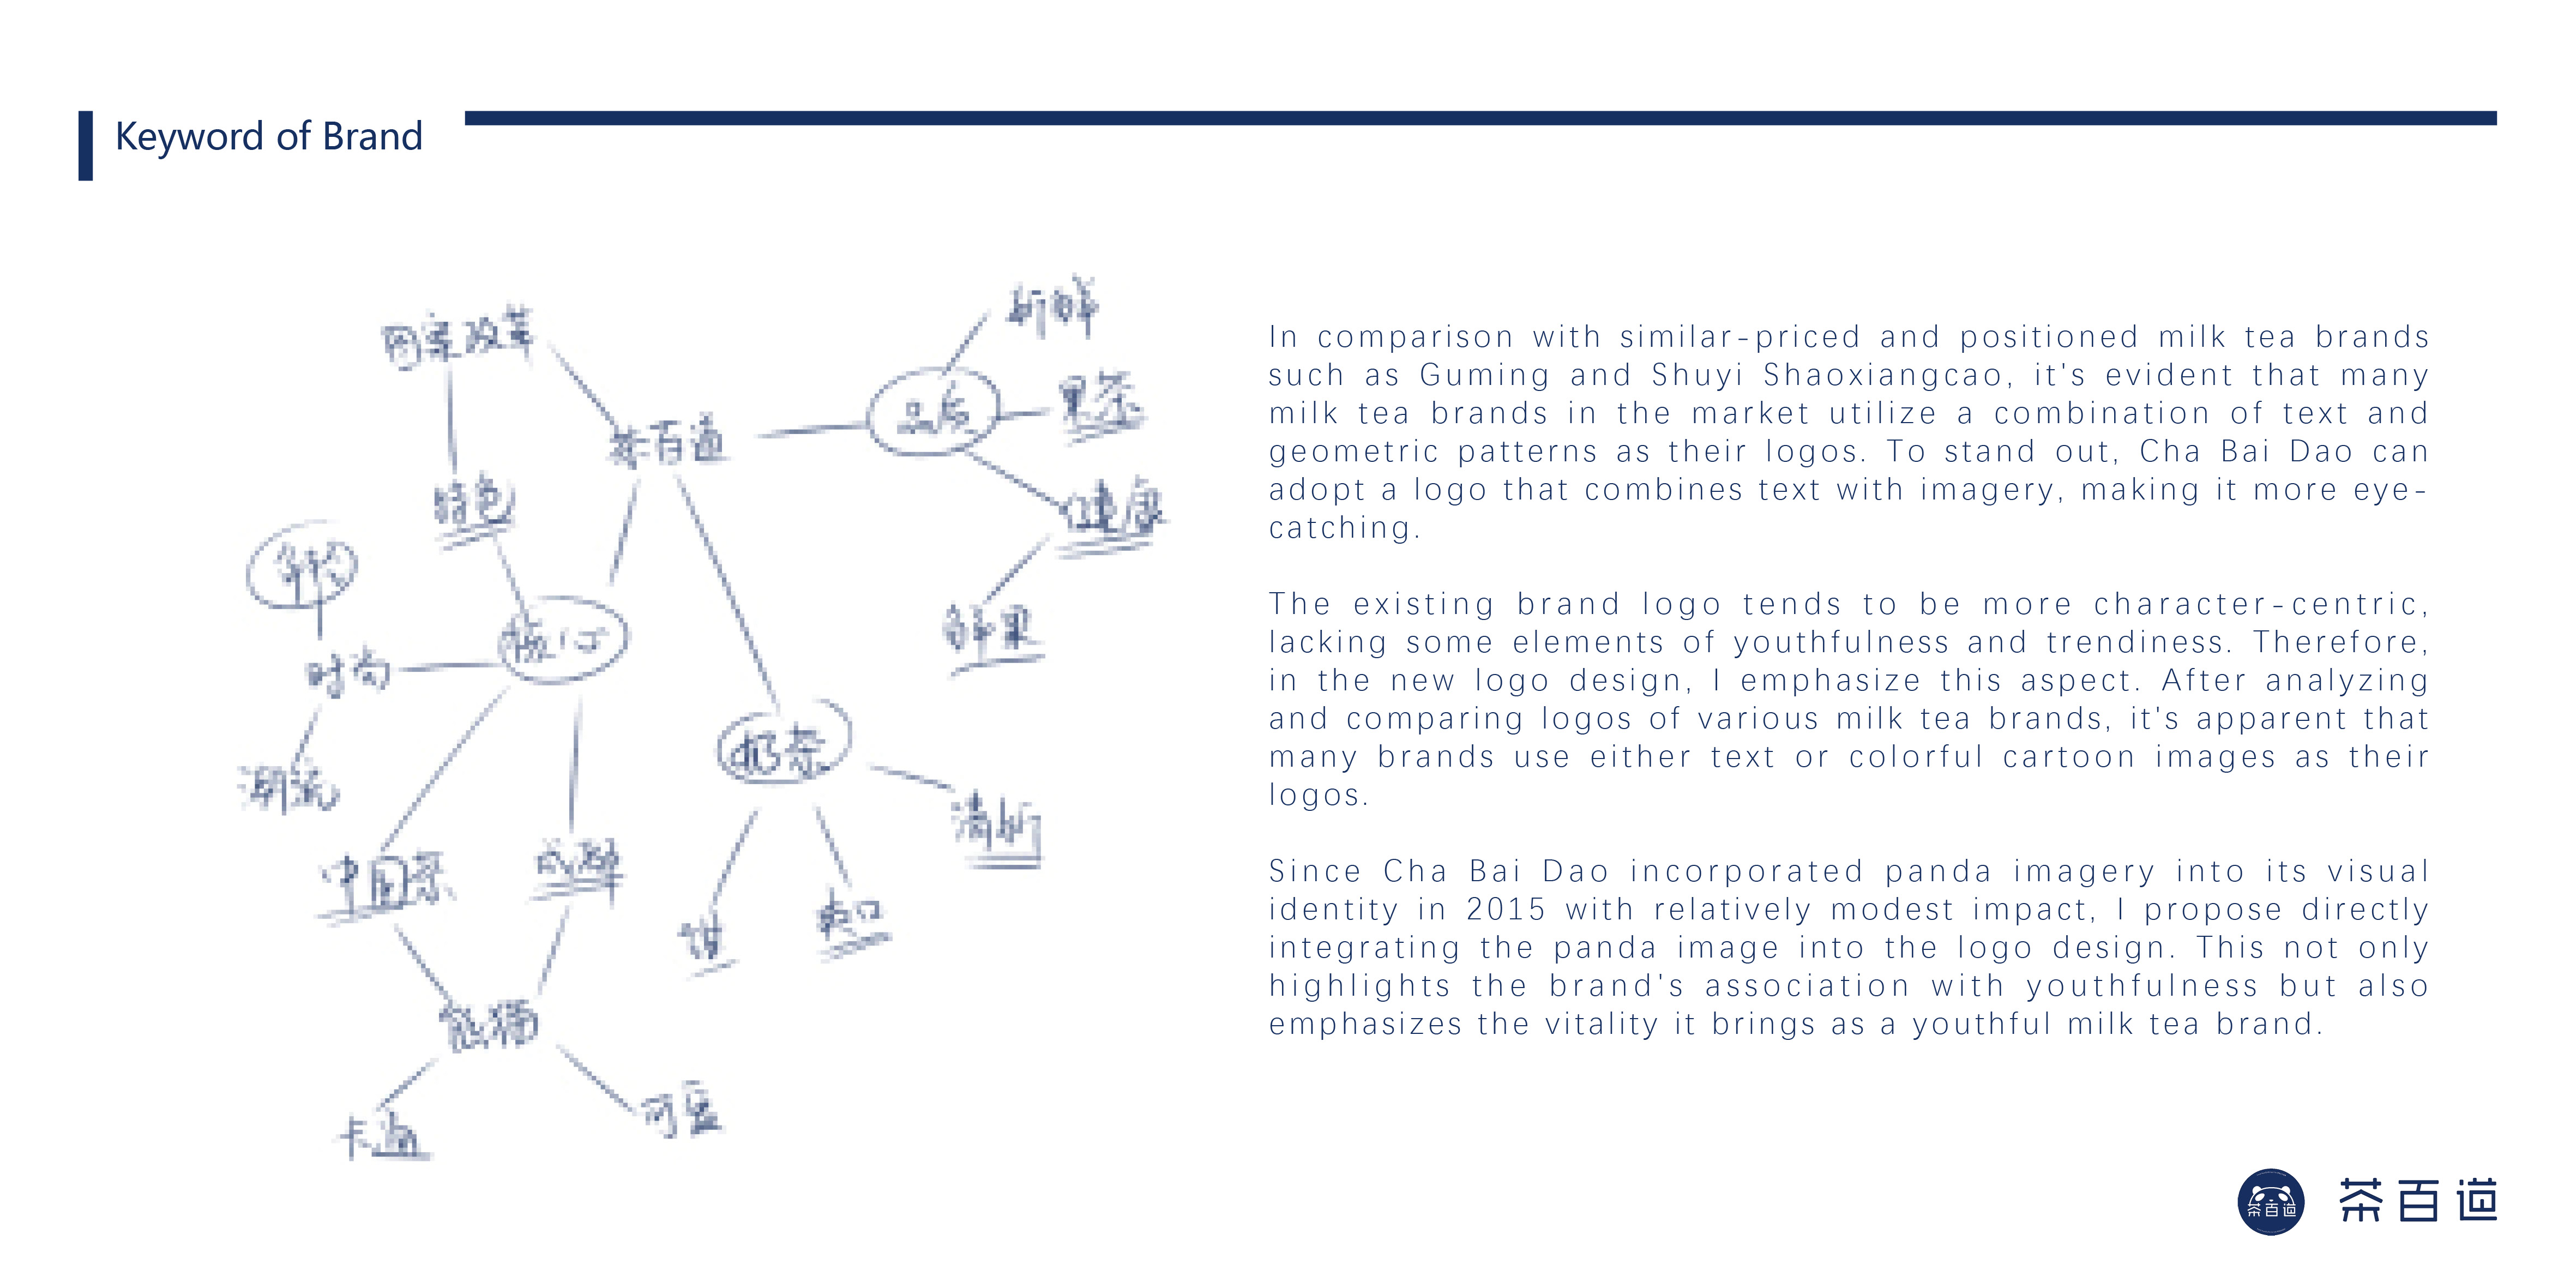 Keyword of Brand
新鲜
茶百道
果茶
特色
健康
年轻
鲜果
核心
时尚
奶茶
潮流
清新
中国茶
成都
甜
爽口
熊猫
卡通
可爱
In comparison with similar-priced and positioned milk tea brands
such as Guming and Shuyi Shaoxiangcao, it's evident that many
milk tea brands in the market utilize a combination of text and
geometric patterns as their logos. To stand out, Cha Bai Dao can
adopt a logo that combines text with imagery, making it more eye-
catching.
The existing brand logo tends to be more character-centric,
lacking some elements of youthfulness and trendiness. Therefore,
in the new logo design, I emphasize this aspect. After analyzing
and comparing logos of various milk tea brands, it's apparent that
many brands use either text or colorful cartoon images as their
logos.
Since Cha Bai Dao incorporated panda imagery into its visual
identity in 2015 with relatively modest impact, I propose directly
integrating the panda image into the logo design. This not only
highlights the brand's association with youthfulness but also
emphasizes the vitality it brings as a youthful milk tea brand.
茶百道
茶百道